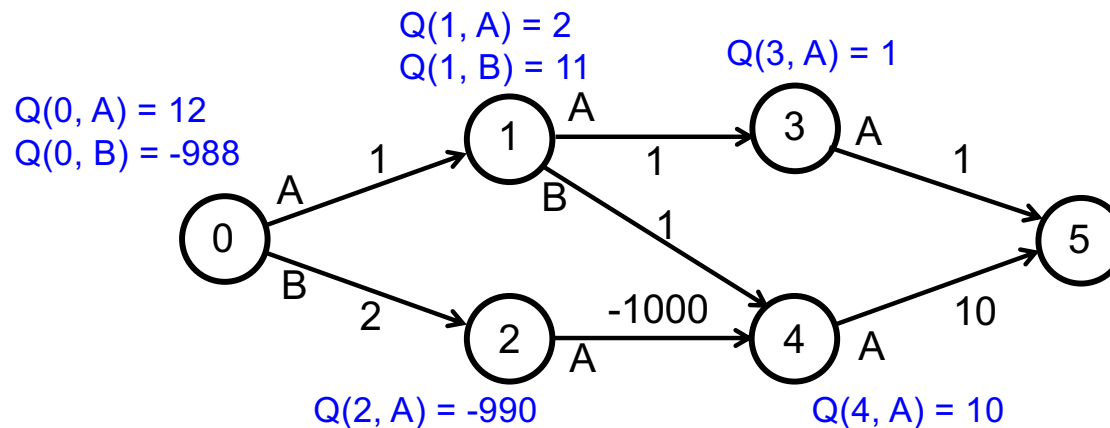 Q(1, A) = 2
Q(1, B) = 11
Q(3, A) = 1
Q(0, A) = 12
Q(0, B) = -988
A
1
3
A
1
1
1
A
B
1
0
5
B
2
-1000
10
2
A
4
A
Q(2, A) = -990
Q(4, A) = 10